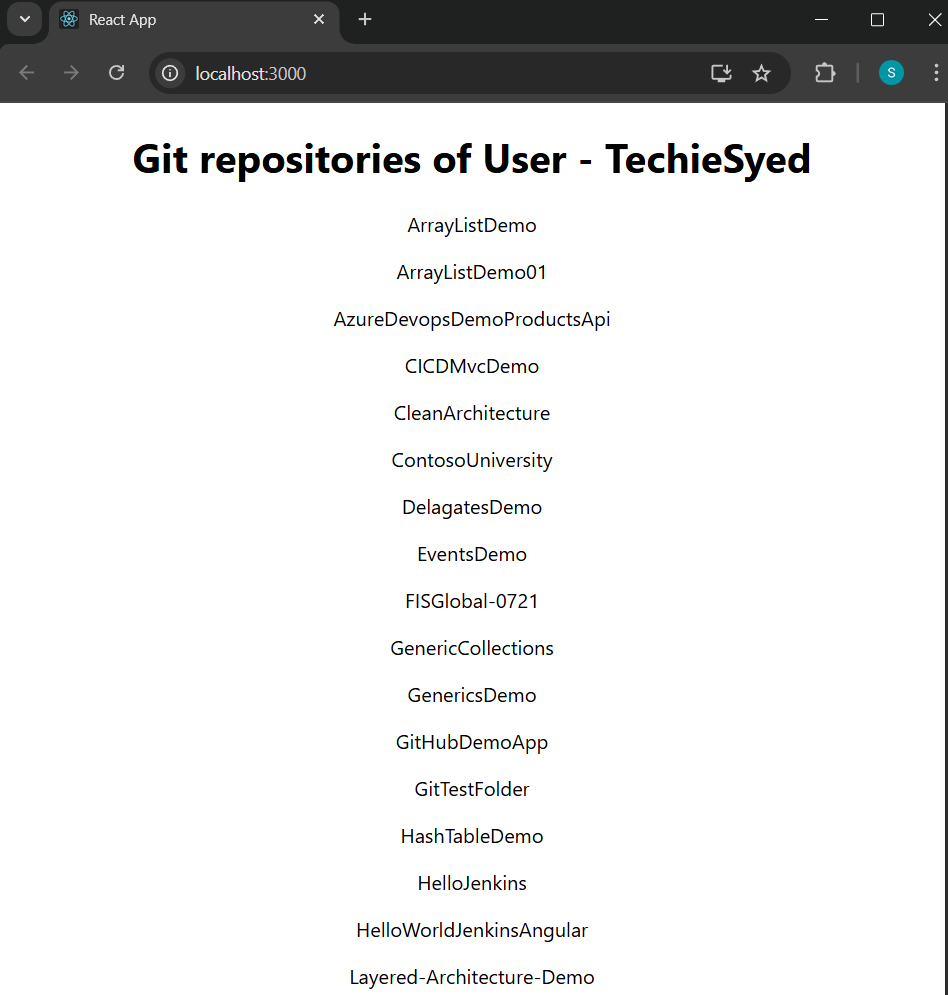 React App
localhost:3000
S
Git repositories of User - TechieSyed
ArrayListDemo
ArrayListDemo01
AzureDevopsDemoProductsApi
CICDMvcDemo
CleanArchitecture
ContosoUniversity
DelagatesDemo
EventsDemo
FISGlobal-0721
GenericCollections
GenericsDemo
GitHubDemoApp
GitTestFolder
HashTableDemo
HelloJenkins
HelloWorldJenkinsAngular
Layered-Architecture-Demo